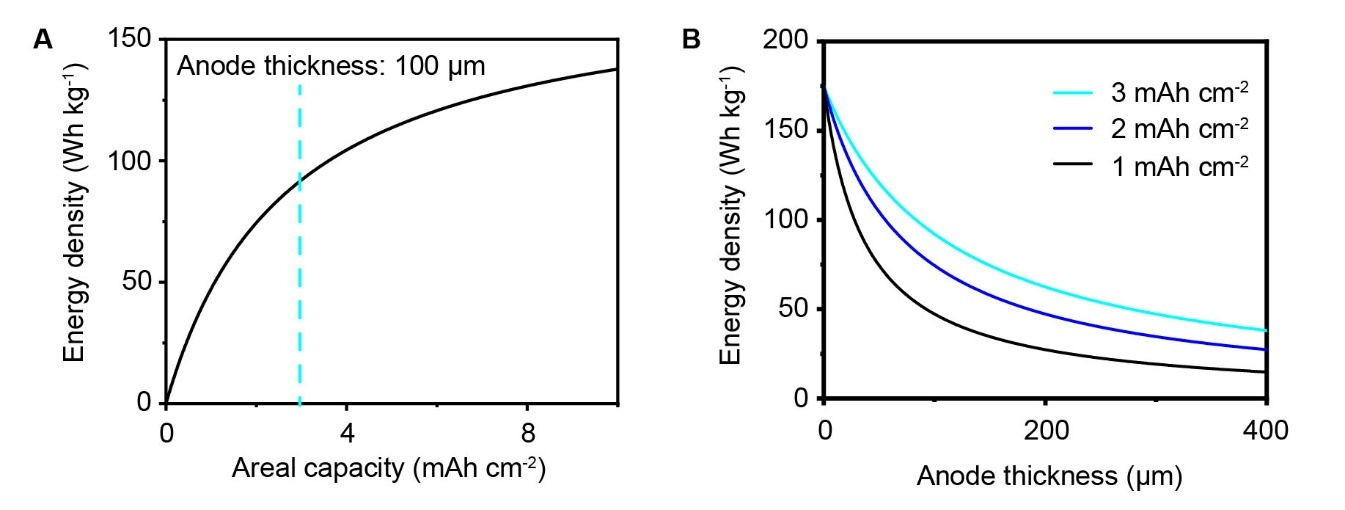 A
Anode thickness: 100 µm
150
100
50
0
Energy density (Wh kg⁻¹)
0 4 8
Areal capacity (mAh cm⁻²)
B
200
150
100
50
0
Energy density (Wh kg⁻¹)
3 mAh cm⁻²
2 mAh cm⁻²
1 mAh cm⁻²
0 200 400
Anode thickness (µm)